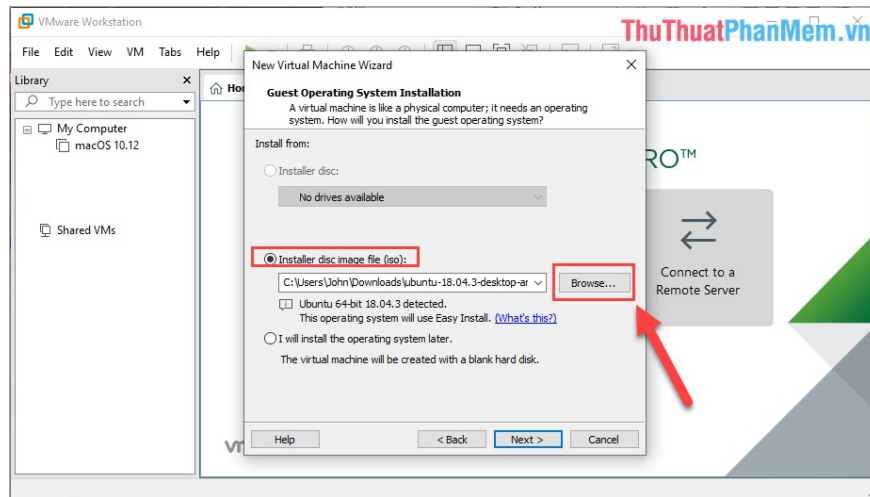 VMware Workstation
ThuThuatPhanMem.vn
File Edit View VM Tabs Help
Library
Type here to search
My Computer
macOS 10.12
Shared VMs
New Virtual Machine Wizard
Guest Operating System Installation
A virtual machine is like a physical computer; it needs an operating
system. How will you install the guest operating system?
Install from:
Installer disc:
No drives available
Installer disc image file (iso):
C:\Users\John\Downloads\ubuntu-18.04.3-desktop-ar
Browse...
Ubuntu 64-bit 18.04.3 detected.
This operating system will use Easy Install. (What's this?)
I will install the operating system later.
The virtual machine will be created with a blank hard disk.
Help
< Back
Next >
Cancel
Connect to a
Remote Server